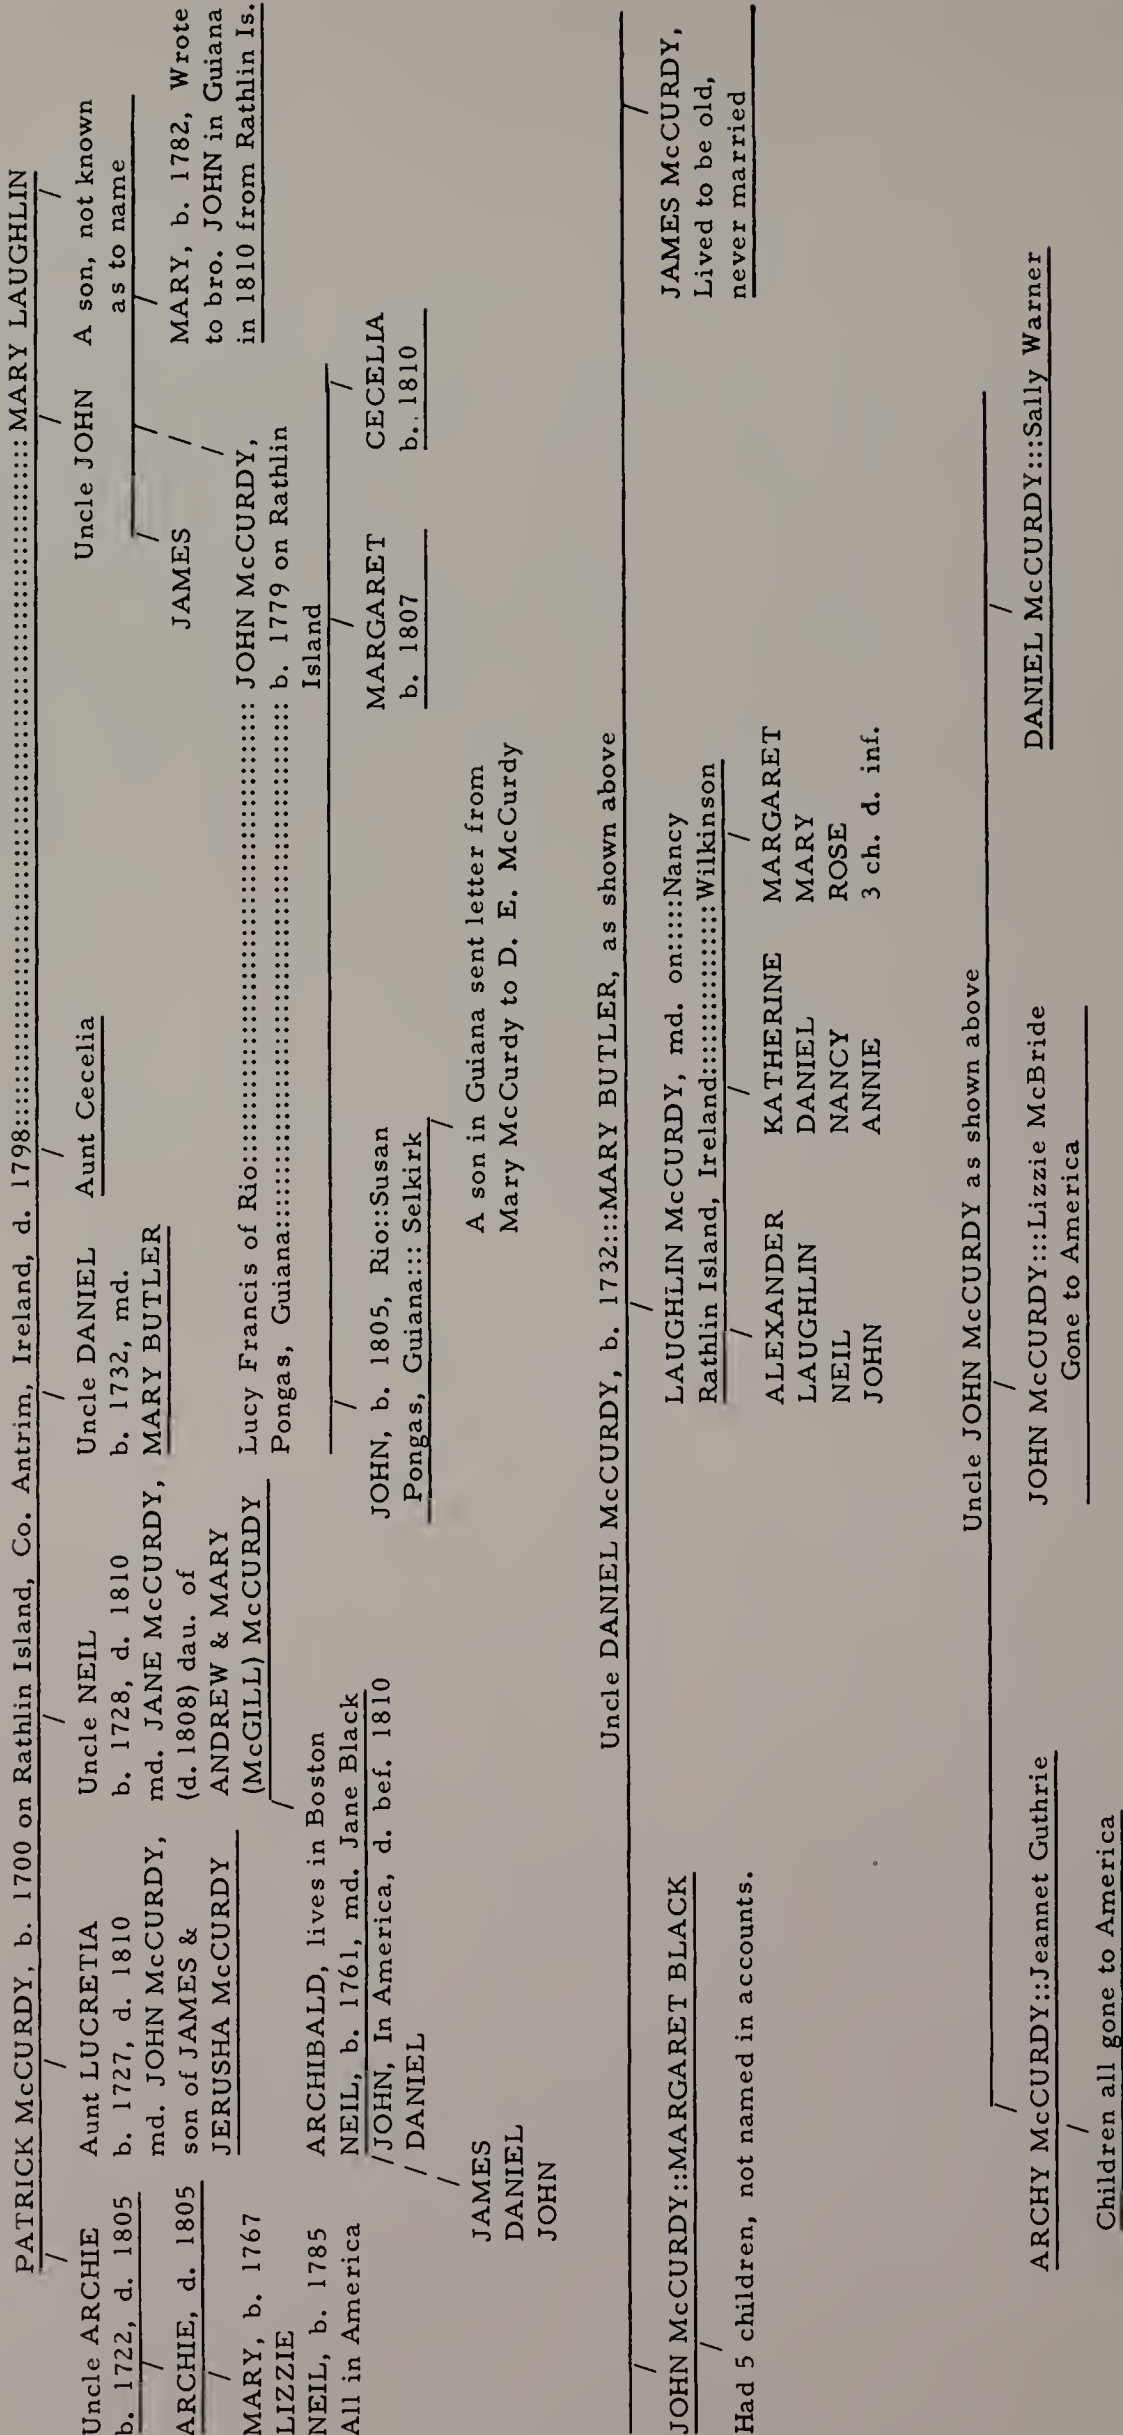 PATRICK McCURDY, b. 1700 on Rathlin Island, Co. Antrim, Ireland, d. 1798:::::::::::::::::::::::::::::::::::::::::::::MARY LAUGHLIN
Uncle ARCHIE
b. 1722, d. 1805
ARCHIE, d. 1805
MARY, b. 1767
LIZZIE
NEIL, b. 1785
All in America
Aunt LUCRETIA
b. 1727, d. 1810
md. JOHN McCURDY,
son of JAMES &
JERUSHA McCURDY
Uncle NEIL
b. 1728, d. 1810
md. JANE McCURDY,
(d. 1808) dau. of
ANDREW & MARY
(McGILL) McCURDY
ARCHIBALD, lives in Boston
NEIL, b. 1761, md. Jane Black
JOHN, In America, d. bef. 1810
DANIEL
JAMES
DANIEL
JOHN
Uncle DANIEL
b. 1732, md.
MARY BUTLER
Aunt Cecelia
Uncle JOHN
A son, not known
as to name
JAMES
MARY, b. 1782, Wrote
to bro. JOHN in Guiana
in 1810 from Rathlin Is.
Lucy Francis of Rio:::::::::::::::::::::::::::::: JOHN McCURDY,
Pongas, Guiana:::::::::::::::::::::::::::::::::: b. 1779 on Rathlin
Island
JOHN, b. 1805, Rio::Susan
Pongas, Guiana::: Selkirk
A son in Guiana sent letter from
Mary McCurdy to D. E. McCurdy
MARGARET
b. 1807
CECELIA
b. 1810
Uncle DANIEL McCURDY, b. 1732:::MARY BUTLER, as shown above
JOHN McCURDY::MARGARET BLACK
Had 5 children, not named in accounts.
LAUGHLIN McCURDY, md. on:::::Nancy
Rathlin Island, Ireland::::::::::::::::Wilkinson
ALEXANDER
LAUGHLIN
NEIL
JOHN
KATHERINE
DANIEL
NANCY
ANNIE
MARGARET
MARY
ROSE
3 ch. d. inf.
JAMES McCURDY,
Lived to be old,
never married
Uncle JOHN McCURDY as shown above
ARCHY McCURDY::Jeannet Guthrie
Children all gone to America
JOHN McCURDY:::Lizzie McBride
Gone to America
DANIEL McCURDY:::Sally Warner